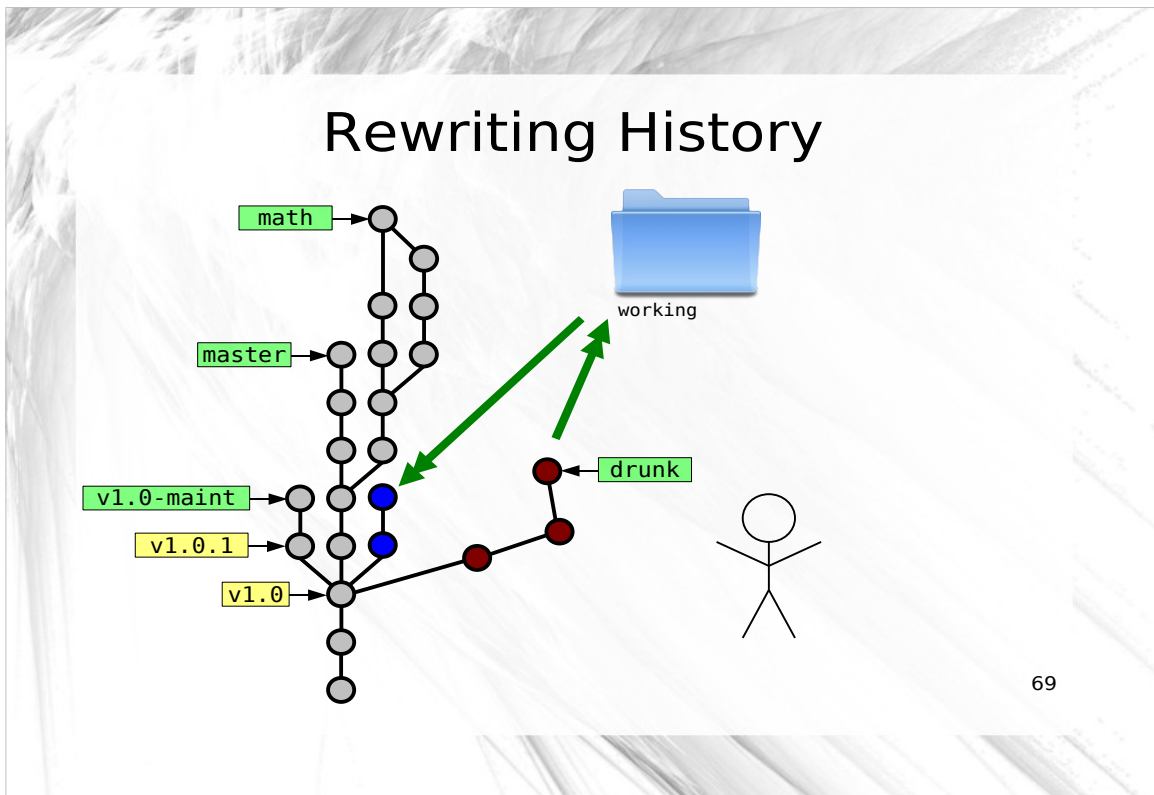 Rewriting History
math
working
master
drunk
v1.0-maint
v1.0.1
v1.0
69